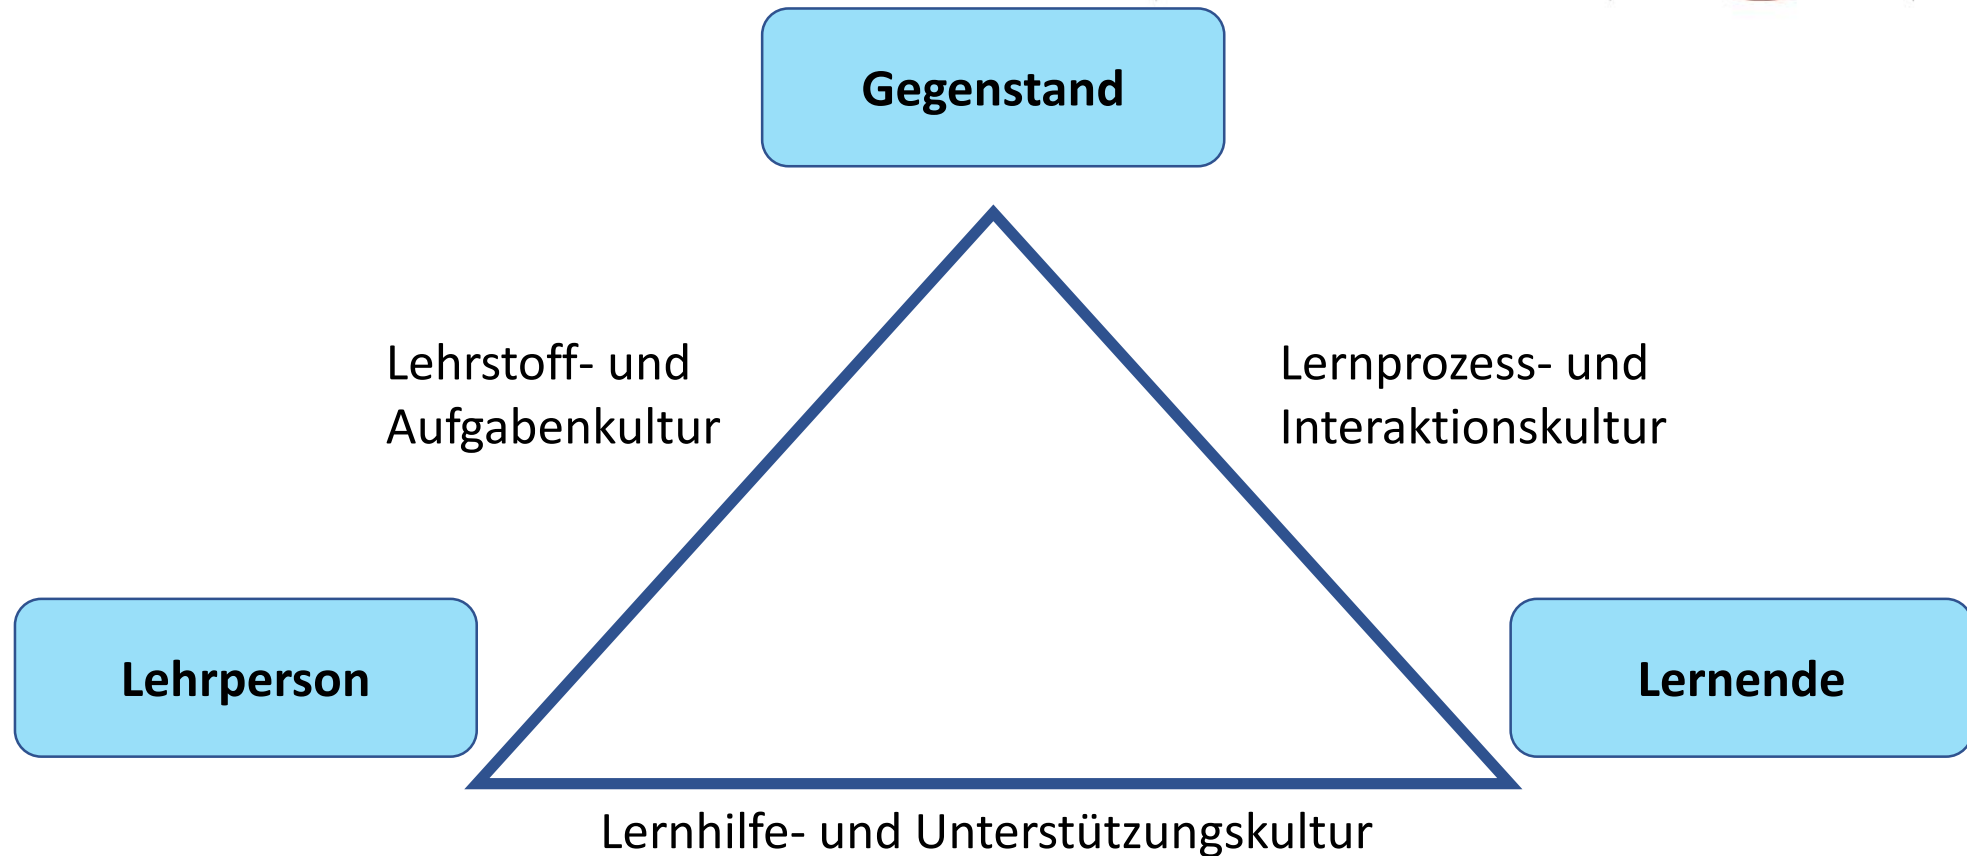 Gegenstand
Lehrstoff- und
Aufgabenkultur
Lernprozess- und
Interaktionskultur
Lehrperson
Lernende
Lernhilfe- und Unterstützungskultur